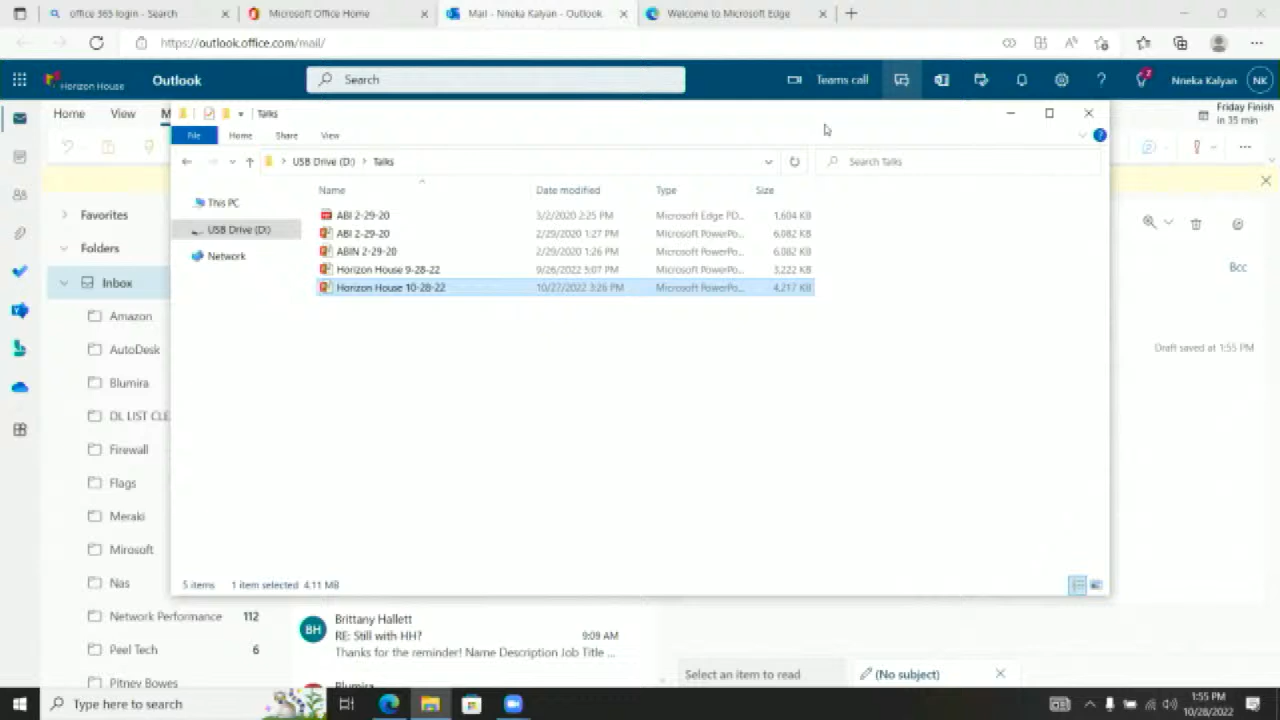 office 365 login - Search
Microsoft Office Home
Mail - Nneka Kalyan - Outlook
Welcome to Microsoft Edge
https://outlook.office.com/mail/
Horizon House
Outlook
Search
Teams call
Nneka Kalyan
NK
Home
View
M
Talks
Friday Finish
in 35 min
File
Home
Share
View
USB Drive (D:) > Talks
Search Talks
Name
Date modified
Type
Size
This PC
USB Drive (D:)
Network
ABI 2-29-20 3/2/2020 2:25 PM Microsoft Edge PD... 1,604 KB
ABI 2-29-20 2/29/2020 1:27 PM Microsoft PowerPo... 6,082 KB
ABIN 2-29-20 2/29/2020 1:26 PM Microsoft PowerPo... 6,082 KB
Horizon House 9-28-22 9/26/2022 3:07 PM Microsoft PowerPo... 3,222 KB
Horizon House 10-28-22 10/27/2022 3:26 PM Microsoft PowerPo... 4,217 KB
Favorites
Folders
Inbox
Amazon
AutoDesk
Blumira
DL LIST CLE
Firewall
Flags
Meraki
Mirosoft
Nas
Network Performance 112
Peel Tech 6
Pitney Bowes
Bcc
Draft saved at 1:55 PM
5 items 1 item selected 4.11 MB
BH
Brittany Hallett
RE: Still with HH? 9:09 AM
Thanks for the reminder! Name Description Job Title ...
Blumira
Select an item to read
(No subject)
Type here to search
1:55 PM
10/28/2022